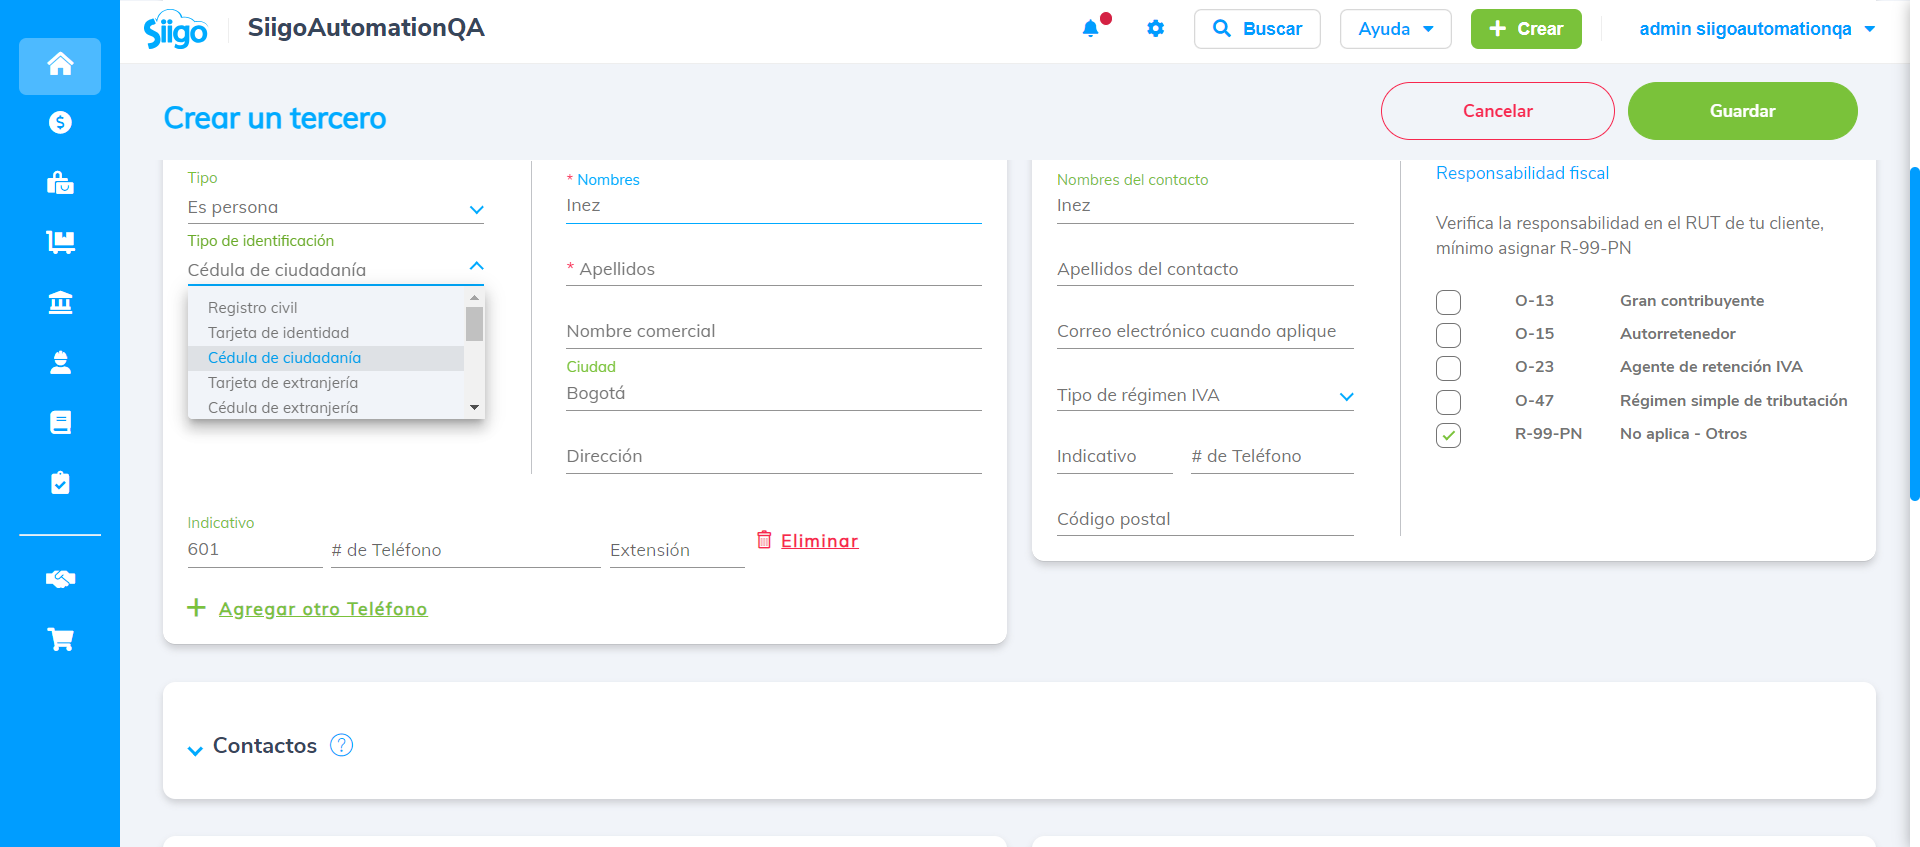 Siigo
SiigoAutomationQA
Buscar
Ayuda
Crear
admin siigoautomationqa
Crear un tercero
Cancelar
Guardar
Tipo
Es persona
Tipo de identificación
Cédula de ciudadanía
Registro civil
Tarjeta de identidad
Cédula de ciudadanía
Tarjeta de extranjería
Cédula de extranjería
* Nombres
Inez
* Apellidos
Nombre comercial
Ciudad
Bogotá
Dirección
Indicativo
601
# de Teléfono
Extensión
Eliminar
Agregar otro Teléfono
Nombres del contacto
Inez
Apellidos del contacto
Correo electrónico cuando aplique
Tipo de régimen IVA
Indicativo
# de Teléfono
Código postal
Responsabilidad fiscal
Verifica la responsabilidad en el RUT de tu cliente,
mínimo asignar R-99-PN
O-13 Gran contribuyente
O-15 Autorretenedor
O-23 Agente de retención IVA
O-47 Régimen simple de tributación
R-99-PN No aplica - Otros
Contactos ?